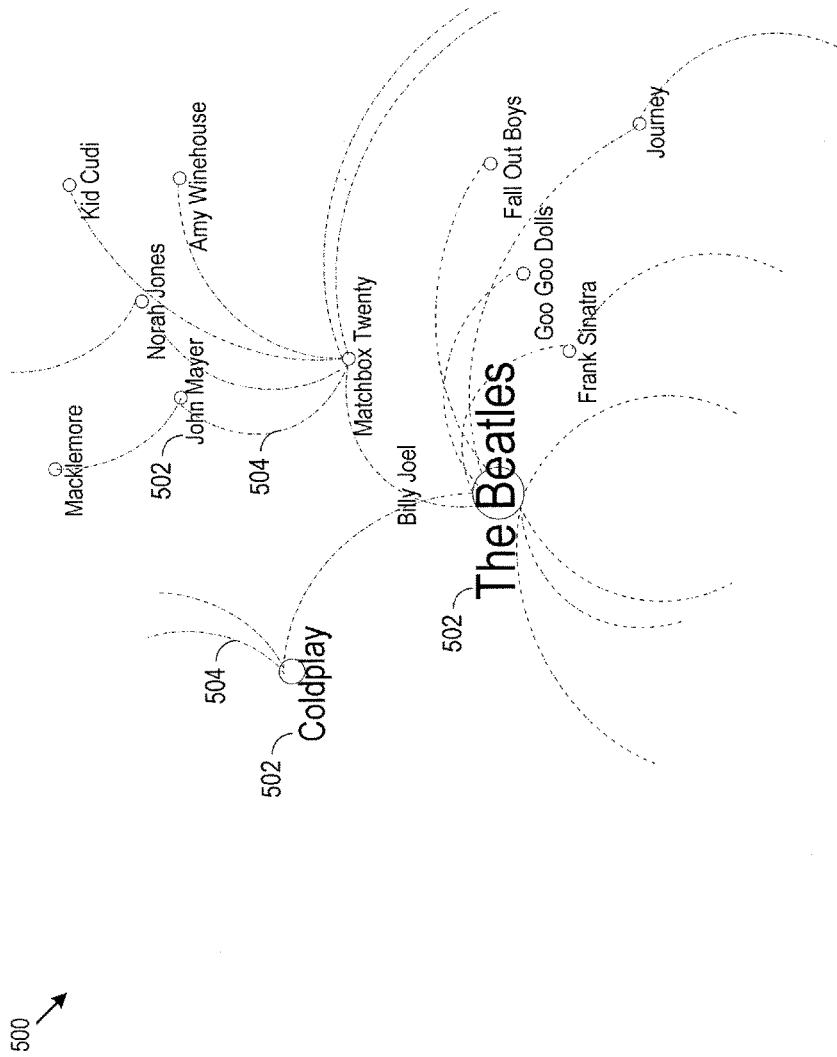 500
Macklemore
Kid Cudi
Norah Jones
502
John Mayer
Amy Winehouse
504
504
Matchbox Twenty
502
Coldplay
Billy Joel
502
The Beatles
Fall Out Boys
Goo Goo Dolls
Frank Sinatra
Journey